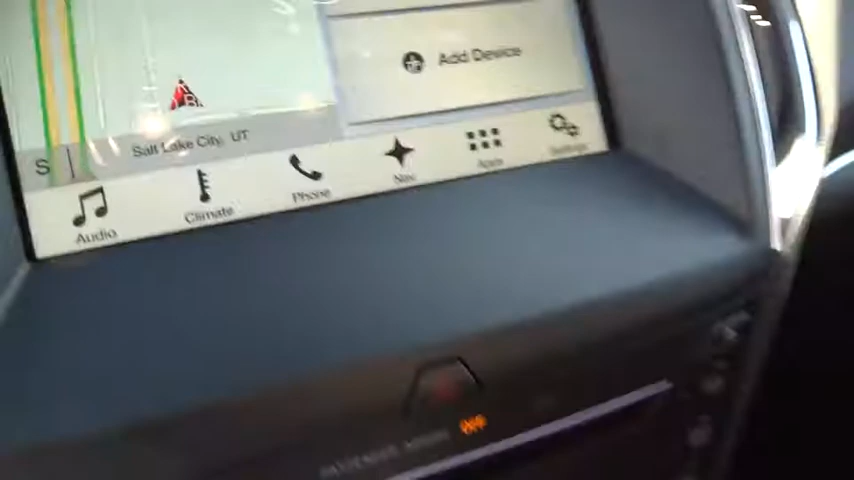 Add Device
Salt Lake City, UT
S
Audio
Climate
Phone
Nav
Apps
Settings